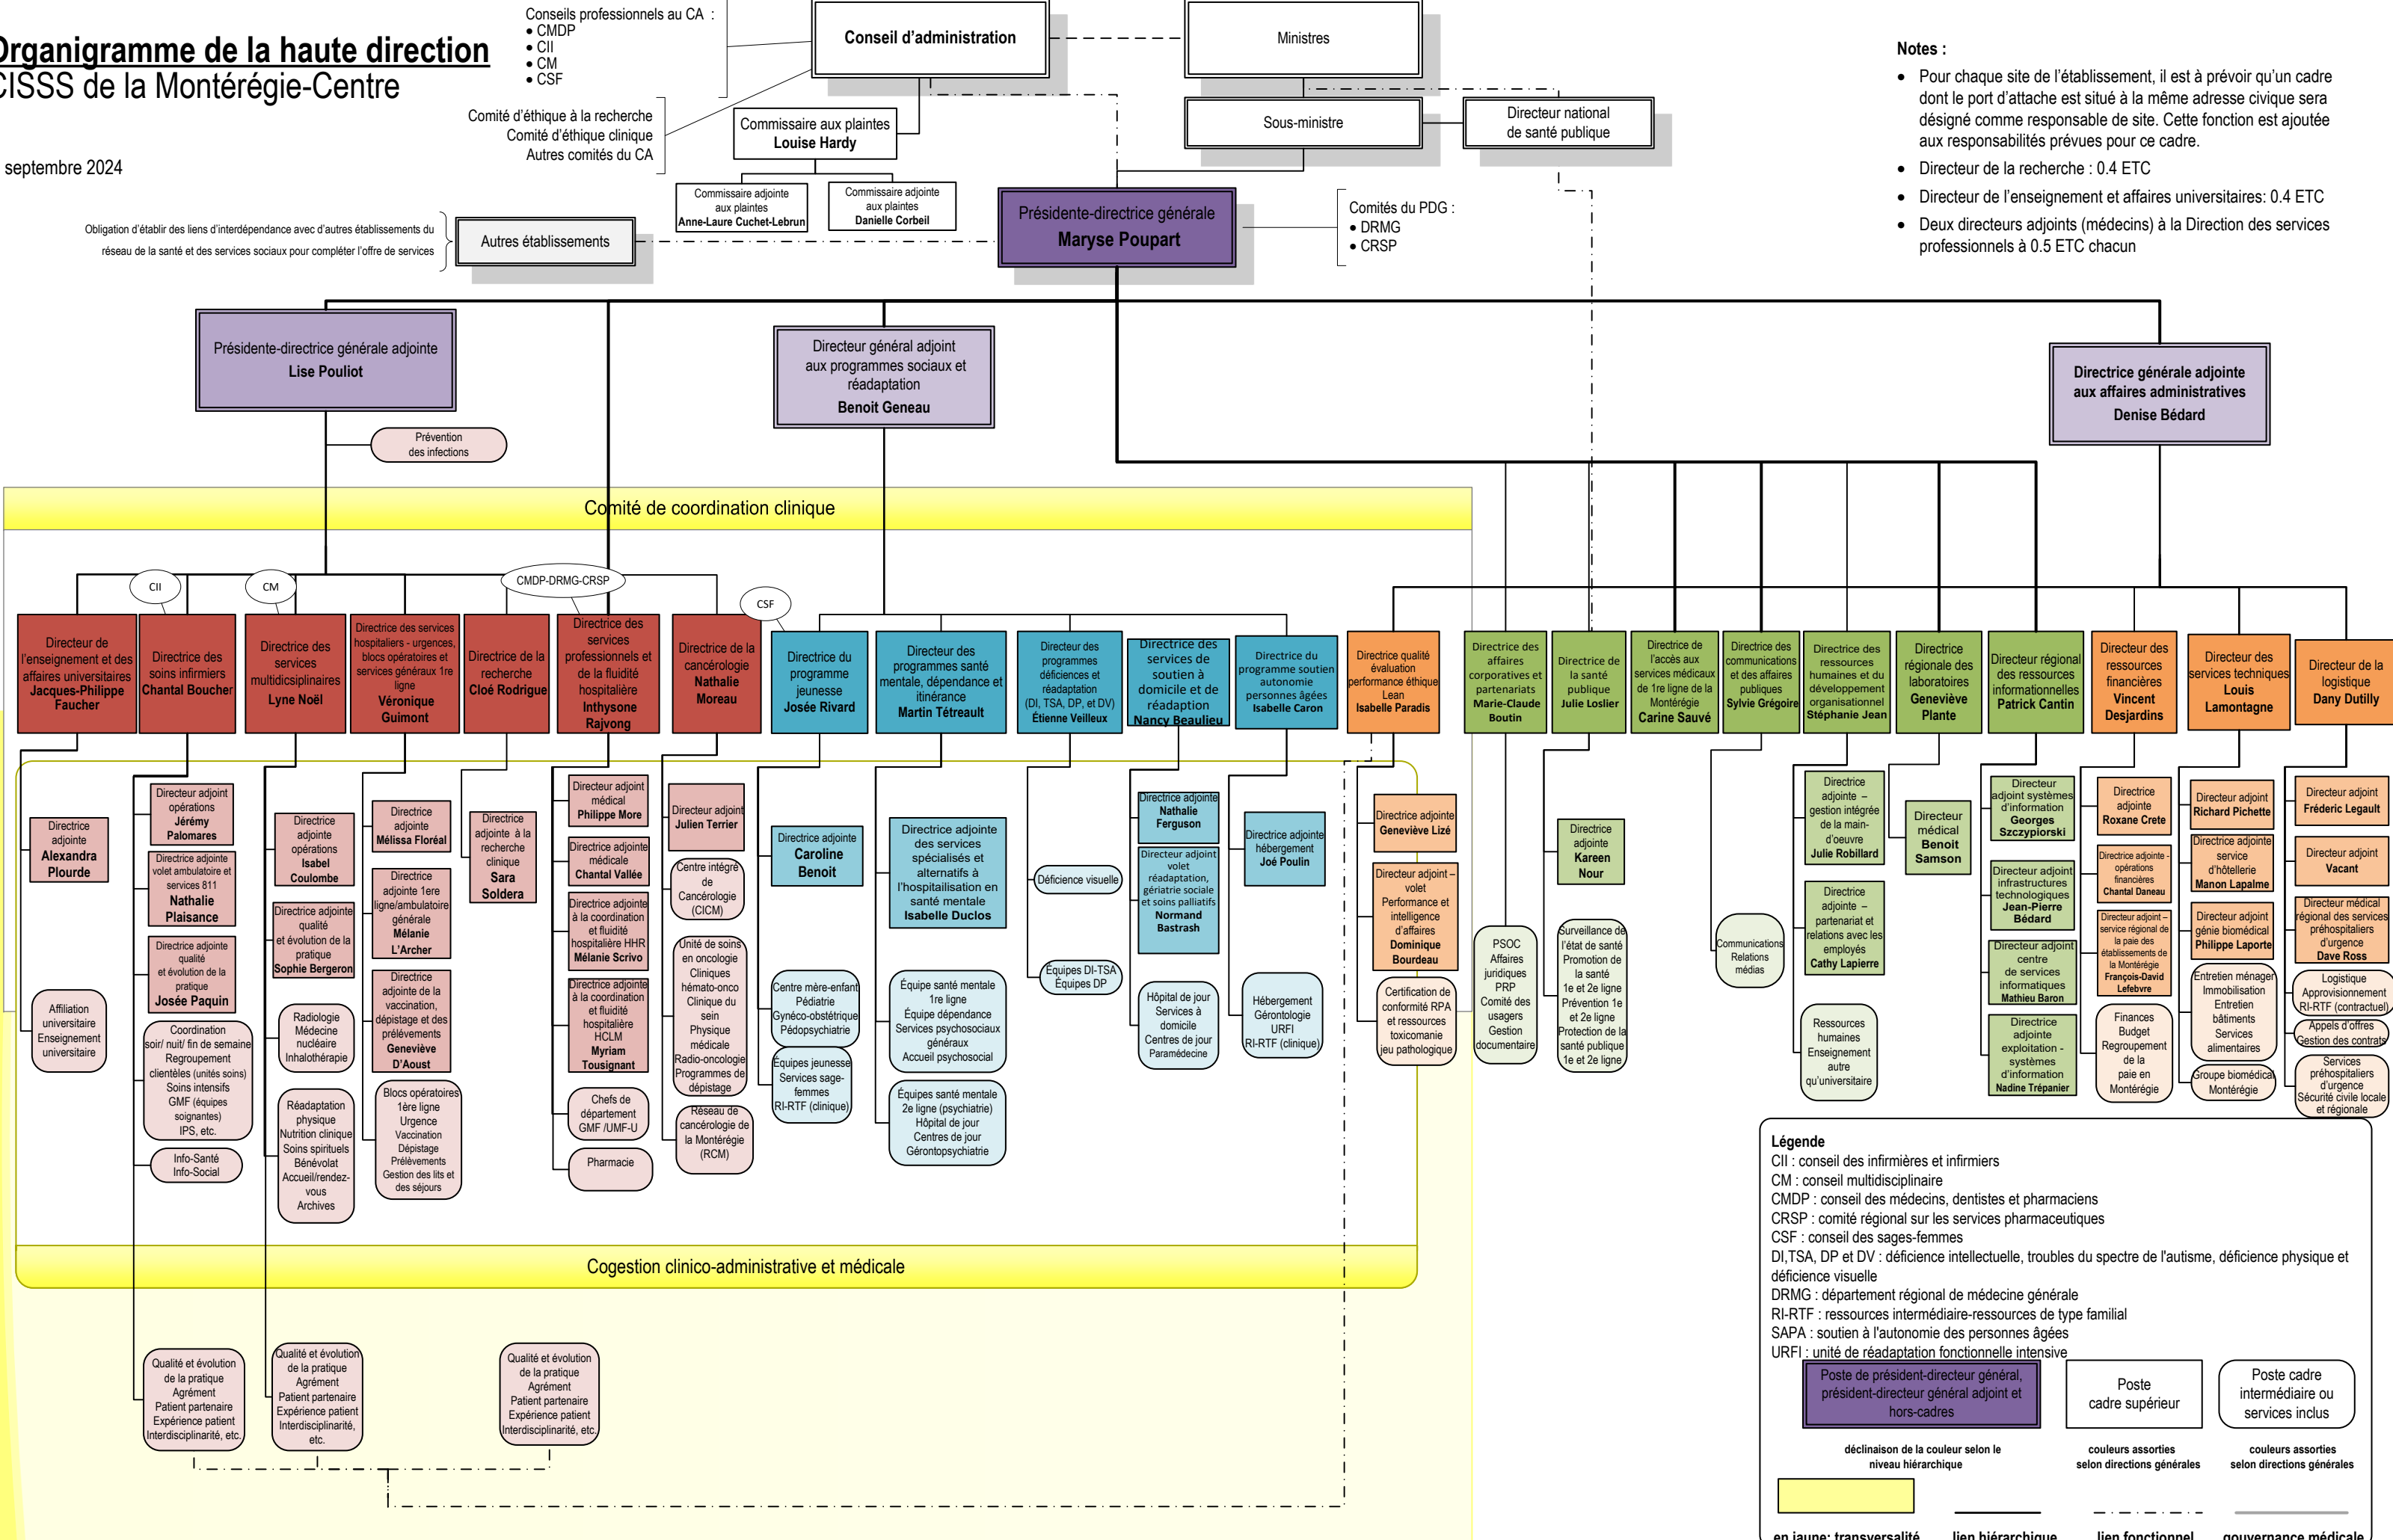 Organigramme de la haute direction
CISSS de la Montérégie-Centre
septembre 2024
Conseils professionnels au CA :
• CMDP
• CII
• CM
• CSF
Comité d'éthique à la recherche
Comité d'éthique clinique
Autres comités du CA
Conseil d'administration
Ministres
Commissaire aux plaintes
Louise Hardy
Sous-ministre
Directeur national
de santé publique
Commissaire adjointe
aux plaintes
Anne-Laure Cuchet-Lebrun
Commissaire adjointe
aux plaintes
Danielle Corbeil
Obligation d'établir des liens d'interdépendance avec d'autres établissements du
réseau de la santé et des services sociaux pour compléter l'offre de services
Autres établissements
Présidente-directrice générale
Maryse Poupart
Comités du PDG :
• DRMG
• CRSP
Notes :
• Pour chaque site de l'établissement, il est à prévoir qu'un cadre
dont le port d'attache est situé à la même adresse civique sera
désigné comme responsable de site. Cette fonction est ajoutée
aux responsabilités prévues pour ce cadre.
• Directeur de la recherche : 0.4 ETC
• Directeur de l'enseignement et affaires universitaires: 0.4 ETC
• Deux directeurs adjoints (médecins) à la Direction des services
professionnels à 0.5 ETC chacun
Présidente-directrice générale adjointe
Lise Pouliot
Directeur général adjoint
aux programmes sociaux et
réadaptation
Benoit Geneau
Directrice générale adjointe
aux affaires administratives
Denise Bédard
Prévention
des infections
Comité de coordination clinique
CII
CM
CMDP-DRMG-CRSP
CSF
Directeur de
l'enseignement et des
affaires universitaires
Jacques-Philippe
Faucher
Directrice des
soins infirmiers
Chantal Boucher
Directrice des
services
multidicsiplinaires
Lyne Noël
Directrice des services
hospitaliers - urgences,
blocs opératoires et
services généraux 1re
ligne
Véronique
Guimont
Directrice de la
recherche
Cloé Rodrigue
Directrice des
services
professionnels et
de la fluidité
hospitalière
Inthysone
Rajvong
Directrice de la
cancérologie
Nathalie
Moreau
Directrice du
programme
jeunesse
Josée Rivard
Directeur des
programmes santé
mentale, dépendance et
itinérance
Martin Tétreault
Directeur des
programmes
déficiences et
réadaptation
(DI, TSA, DP, et DV)
Étienne Veilleux
Directrice des
services de
soutien à
domicile et de
réadaption
Nancy Beaulieu
Directrice du
programme soutien
autonomie
personnes âgées
Isabelle Caron
Directrice qualité
évaluation
performance éthique
Lean
Isabelle Paradis
Directrice des
affaires
corporatives et
partenariats
Marie-Claude
Boutin
Directrice de
la santé
publique
Julie Loslier
Directrice de
l'accès aux
services médicaux
de 1re ligne de la
Montérégie
Carine Sauvé
Directrice des
communications
et des affaires
publiques
Sylvie Grégoire
Directrice des
ressources
humaines et du
développement
organisationnel
Stéphanie Jean
Directrice
régionale des
laboratoires
Geneviève
Plante
Directeur régional
des ressources
informationnelles
Patrick Cantin
Directeur des
ressources
financières
Vincent
Desjardins
Directeur des
services techniques
Louis
Lamontagne
Directeur de la
logistique
Dany Dutilly
Directrice
adjointe
Alexandra
Plourde
Affiliation
universitaire
Enseignement
universitaire
Directeur adjoint
opérations
Jérémy
Palomares
Directrice adjointe
volet ambulatoire et
services 811
Nathalie
Plaisance
Directrice adjointe
qualité
et évolution de la
pratique
Josée Paquin
Coordination
soir/ nuit/ fin de semaine
Regroupement
clientèles (unités soins)
Soins intensifs
GMF (équipes
soignantes)
IPS, etc.
Info-Santé
Info-Social
Directrice
adjointe
opérations
Isabel
Coulombe
Directrice adjointe
qualité
et évolution de la
pratique
Sophie Bergeron
Radiologie
Médecine
nucléaire
Inhalothérapie
Réadaptation
physique
Nutrition clinique
Soins spirituels
Bénévolat
Accueil/rendez-
vous
Archives
Directrice
adjointe
Mélissa Floréal
Directrice
adjointe 1ere
ligne/ambulatoire
générale
Mélanie
L'Archer
Directrice
adjointe de la
vaccination,
dépistage et des
prélévements
Geneviève
D'Aoust
Blocs opératoires
1ère ligne
Urgence
Vaccination
Dépistage
Prélèvements
Gestion des lits et
des séjours
Directrice
adjointe à la
recherche
clinique
Sara
Soldera
Directeur adjoint
médical
Philippe More
Directrice adjointe
médicale
Chantal Vallée
Directrice adjointe
à la coordination
et fluidité
hospitalière HHR
Mélanie Scrivo
Directrice adjointe
à la coordination
et fluidité
hospitalière
HCLM
Myriam
Tousignant
Chefs de
département
GMF /UMF-U
Pharmacie
Directeur adjoint
Julien Terrier
Centre intégré
de
Cancérologie
(CICM)
Unité de soins
en oncologie
Cliniques
hémato-onco
Clinique du
sein
Physique
médicale
Radio-oncologie
Programmes de
dépistage
Réseau de
cancérologie de
la Montérégie
(RCM)
Directrice adjointe
Caroline
Benoit
Centre mère-enfant
Pédiatrie
Gynéco-obstétrique
Pédopsychiatrie
Équipes jeunesse
Services sage-
femmes
RI-RTF (clinique)
Directrice adjointe
des services
spécialisés et
alternatifs à
l'hospitailisation en
santé mentale
Isabelle Duclos
Équipe santé mentale
1re ligne
Équipe dépendance
Services psychosociaux
généraux
Accueil psychosocial
Équipes santé mentale
2e ligne (psychiatrie)
Hôpital de jour
Centres de jour
Gérontopsychiatrie
Déficience visuelle
Équipes DI-TSA
Équipes DP
Directrice adjointe
Nathalie
Ferguson
Directeur adjoint
volet
réadaptation,
gériatrie sociale
et soins palliatifs
Normand
Bastrash
Hôpital de jour
Services à
domicile
Centres de jour
Paramédecine
Directrice adjointe
hébergement
Joé Poulin
Hébergement
Gérontologie
URFI
RI-RTF (clinique)
Directrice adjointe
Geneviève Lizé
Directeur adjoint –
volet
Performance et
intelligence
d'affaires
Dominique
Bourdeau
Certification de
conformité RPA
et ressources
toxicomanie
jeu pathologique
PSOC
Affaires
juridiques
PRP
Comité des
usagers
Gestion
documentaire
Directrice
adjointe
Kareen
Nour
Surveillance de
l'état de santé
Promotion de
la santé
1e et 2e ligne
Prévention 1e
et 2e ligne
Protection de la
santé publique
1e et 2e ligne
Communications
Relations
médias
Directrice
adjointe –
gestion intégrée
de la main-
d'oeuvre
Julie Robillard
Directrice
adjointe –
partenariat et
relations avec les
employés
Cathy Lapierre
Ressources
humaines
Enseignement
autre
qu'universitaire
Directeur
médical
Benoit
Samson
Directeur
adjoint systèmes
d'information
Georges
Szczypiorski
Directeur adjoint
infrastructures
technologiques
Jean-Pierre
Bédard
Directeur adjoint
centre
de services
informatiques
Mathieu Baron
Directrice
adjointe
exploitation -
systèmes
d'information
Nadine Trépanier
Directrice
adjointe
Roxane Crete
Directrice adjointe -
opérations
financières
Chantal Daneau
Directeur adjoint –
service régional de
la paie des
établissements de
la Montérégie
François-David
Lefebvre
Finances
Budget
Regroupement
de la
paie en
Montérégie
Directeur adjoint
Richard Pichette
Directrice adjointe
service
d'hôtellerie
Manon Lapalme
Directeur adjoint
génie biomédical
Philippe Laporte
Entretien ménager
Immobilisation
Entretien
bâtiments
Services
alimentaires
Groupe biomédical
Montérégie
Directeur adjoint
Fréderic Legault
Directeur adjoint
Vacant
Directeur médical
régional des services
préhospitaliers
d'urgence
Dave Ross
Logistique
Approvisionnement
RI-RTF (contractuel)
Appels d'offres
Gestion des contrats
Services
préhospitaliers
d'urgence
Sécurité civile locale
et régionale
Cogestion clinico-administrative et médicale
Qualité et évolution
de la pratique
Agrément
Patient partenaire
Expérience patient
Interdisciplinarité, etc.
Qualité et évolution
de la pratique
Agrément
Patient partenaire
Expérience patient
Interdisciplinarité,
etc.
Qualité et évolution
de la pratique
Agrément
Patient partenaire
Expérience patient
Interdisciplinarité, etc.
Légende
CII : conseil des infirmières et infirmiers
CM : conseil multidisciplinaire
CMDP : conseil des médecins, dentistes et pharmaciens
CRSP : comité régional sur les services pharmaceutiques
CSF : conseil des sages-femmes
DI,TSA, DP et DV : déficience intellectuelle, troubles du spectre de l'autisme, déficience physique et
déficience visuelle
DRMG : département régional de médecine générale
RI-RTF : ressources intermédiaire-ressources de type familial
SAPA : soutien à l'autonomie des personnes âgées
URFI : unité de réadaptation fonctionnelle intensive
Poste de président-directeur général,
président-directeur général adjoint et
hors-cadres
Poste
cadre supérieur
Poste cadre
intermédiaire ou
services inclus
déclinaison de la couleur selon le
niveau hiérarchique
couleurs assorties
selon directions générales
couleurs assorties
selon directions générales
en jaune: transversalité
lien hiérarchique
lien fonctionnel
gouvernance médicale